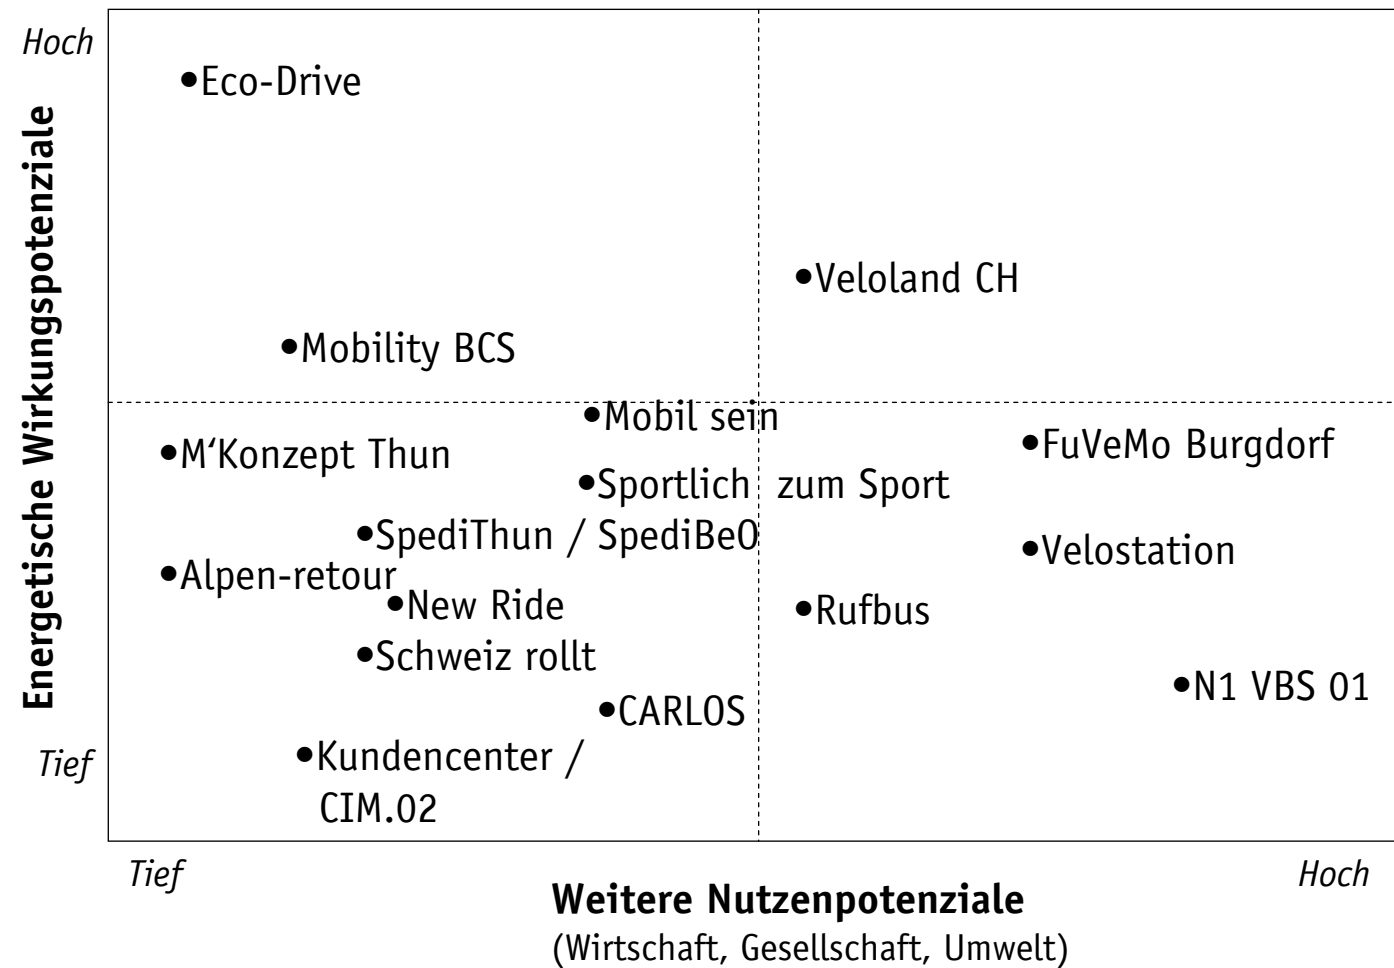 Hoch
•Eco-Drive
Energetische Wirkungspotenziale
•Veloland CH
•Mobility BCS
•Mobil sein
•M‘Konzept Thun
•FuVeMo Burgdorf
•Sportlich zum Sport
•SpediThun / SpediBeO
•Velostation
•Alpen-retour
•New Ride
•Rufbus
•Schweiz rollt
•N1 VBS 01
•CARLOS
•Kundencenter /
CIM.02
Tief
Tief
Hoch
Weitere Nutzenpotenziale
(Wirtschaft, Gesellschaft, Umwelt)